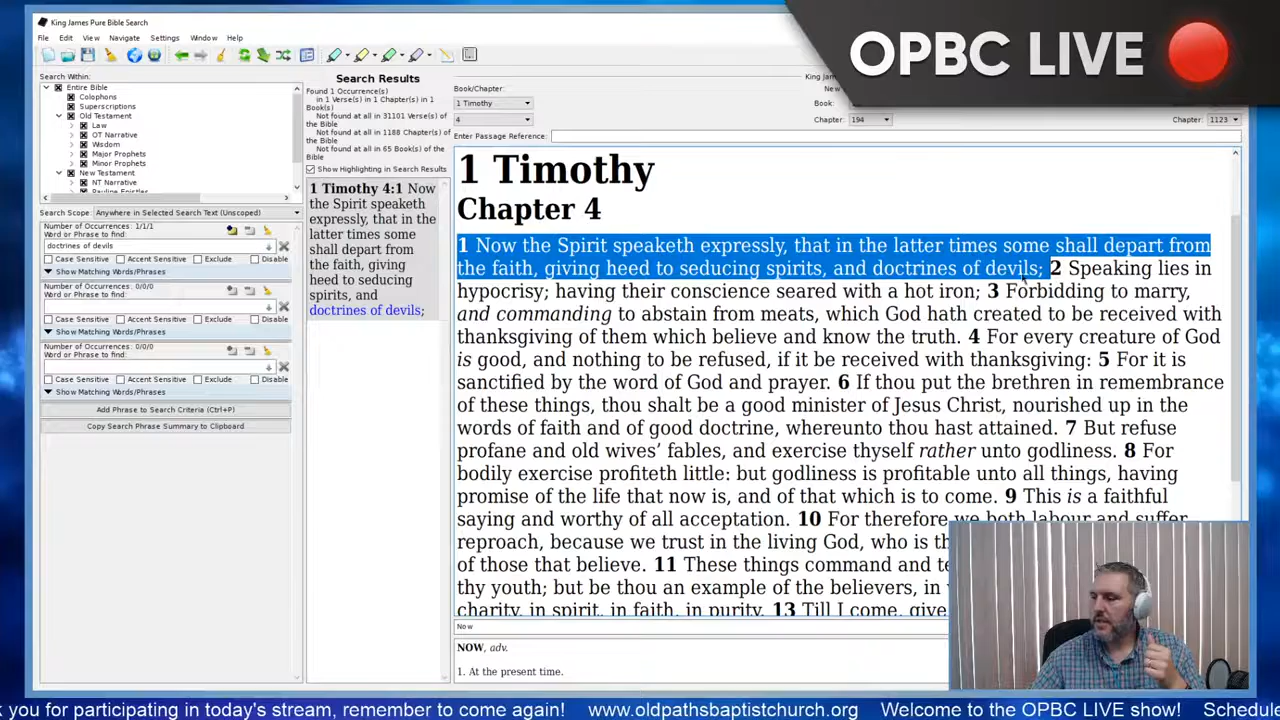 King James Pure Bible Search
OPBC LIVE
File Edit View Navigate Settings Window Help
Search Within:
Entire Bible
Colophons
Superscriptions
Old Testament
Law
OT Narrative
Wisdom
Major Prophets
Minor Prophets
New Testament
NT Narrative
Pauline Epistles
Search Scope: Anywhere in Selected Search Text (Unscoped)
Number of Occurrences: 1/1/1
Word or Phrase to find:
doctrines of devils
Case Sensitive Accent Sensitive Exclude Disable
Show Matching Words/Phrases
Number of Occurrences: 0/0/0
Word or Phrase to find:
Case Sensitive Accent Sensitive Exclude Disable
Show Matching Words/Phrases
Number of Occurrences: 0/0/0
Word or Phrase to find:
Case Sensitive Accent Sensitive Exclude Disable
Show Matching Words/Phrases
Add Phrase to Search Criteria (Ctrl+P)
Copy Search Phrase Summary to Clipboard
Search Results
Found 1 Occurrence(s)
in 1 Verse(s) in 1 Chapter(s) in 1
Book(s)
Not found at all in 31101 Verse(s) of
the Bible
Not found at all in 1188 Chapter(s) of
the Bible
Not found at all in 65 Book(s) of the
Bible
Show Highlighting in Search Results
1 Timothy 4:1 Now
the Spirit speaketh
expressly, that in the
latter times some
shall depart from
the faith, giving
heed to seducing
spirits, and
doctrines of devils;
Book/Chapter:
King Jam
1 Timothy
New
Book:
4
Chapter: 194
Chapter: 1123
Enter Passage Reference:
1 Timothy
Chapter 4
1 Now the Spirit speaketh expressly, that in the latter times some shall depart from
the faith, giving heed to seducing spirits, and doctrines of devils; 2 Speaking lies in
hypocrisy; having their conscience seared with a hot iron; 3 Forbidding to marry,
and commanding to abstain from meats, which God hath created to be received with
thanksgiving of them which believe and know the truth. 4 For every creature of God
is good, and nothing to be refused, if it be received with thanksgiving: 5 For it is
sanctified by the word of God and prayer. 6 If thou put the brethren in remembrance
of these things, thou shalt be a good minister of Jesus Christ, nourished up in the
words of faith and of good doctrine, whereunto thou hast attained. 7 But refuse
profane and old wives’ fables, and exercise thyself rather unto godliness. 8 For
bodily exercise profiteth little: but godliness is profitable unto all things, having
promise of the life that now is, and of that which is to come. 9 This is a faithful
saying and worthy of all acceptation. 10 For therefore we both labour and suffer
reproach, because we trust in the living God, who is th
of those that believe. 11 These things command and te
thy youth; but be thou an example of the believers, in
charity, in spirit, in faith, in purity. 13 Till I come, give
Now
NOW, adv.
1. At the present time.
k you for participating in today's stream, remember to come again! www.oldpathsbaptistchurch.org Welcome to the OPBC LIVE show! Schedule